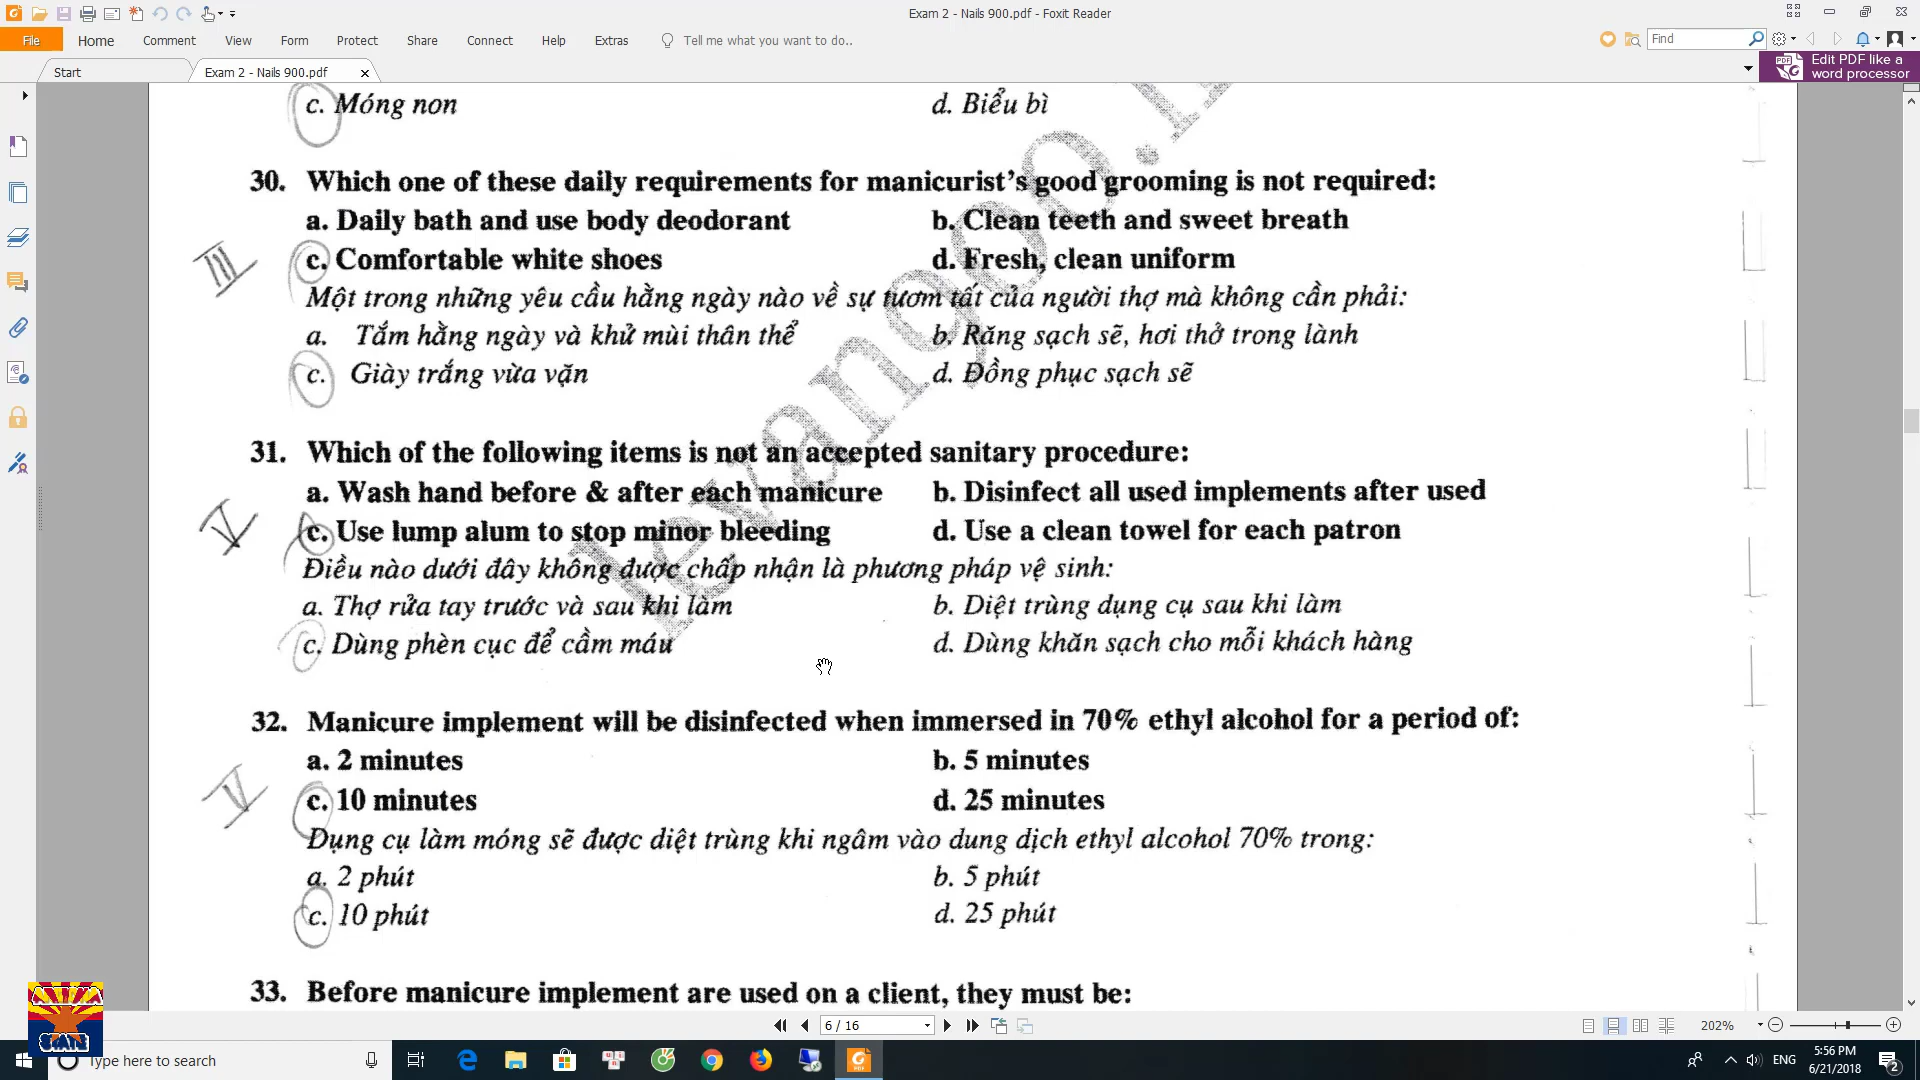 Exam 2 - Nails 900.pdf - Foxit Reader
File Home Comment View Form Protect Share Connect Help Extras Tell me what you want to do.. Find
Start Exam 2 - Nails 900.pdf
Edit PDF like a
word processor
c. Móng non d. Biểu bì
30. Which one of these daily requirements for manicurist's good grooming is not required:
a. Daily bath and use body deodorant b. Clean teeth and sweet breath
III c. Comfortable white shoes d. Fresh, clean uniform
Một trong những yêu cầu hằng ngày nào về sự tươm tất của người thợ mà không cần phải:
a. Tắm hằng ngày và khử mùi thân thể b. Răng sạch sẽ, hơi thở trong lành
c. Giày trắng vừa vặn d. Đồng phục sạch sẽ
31. Which of the following items is not an accepted sanitary procedure:
a. Wash hand before & after each manicure b. Disinfect all used implements after used
V c. Use lump alum to stop minor bleeding d. Use a clean towel for each patron
Điều nào dưới đây không được chấp nhận là phương pháp vệ sinh:
a. Thợ rửa tay trước và sau khi làm b. Diệt trùng dụng cụ sau khi làm
c. Dùng phèn cục để cầm máu d. Dùng khăn sạch cho mỗi khách hàng
32. Manicure implement will be disinfected when immersed in 70% ethyl alcohol for a period of:
a. 2 minutes b. 5 minutes
V c. 10 minutes d. 25 minutes
Dụng cụ làm móng sẽ được diệt trùng khi ngâm vào dung dịch ethyl alcohol 70% trong:
a. 2 phút b. 5 phút
c. 10 phút d. 25 phút
33. Before manicure implement are used on a client, they must be:
levangoo
ARIZONA
STATE
6 / 16 202%
Type here to search ENG 5:56 PM
6/21/2018 2